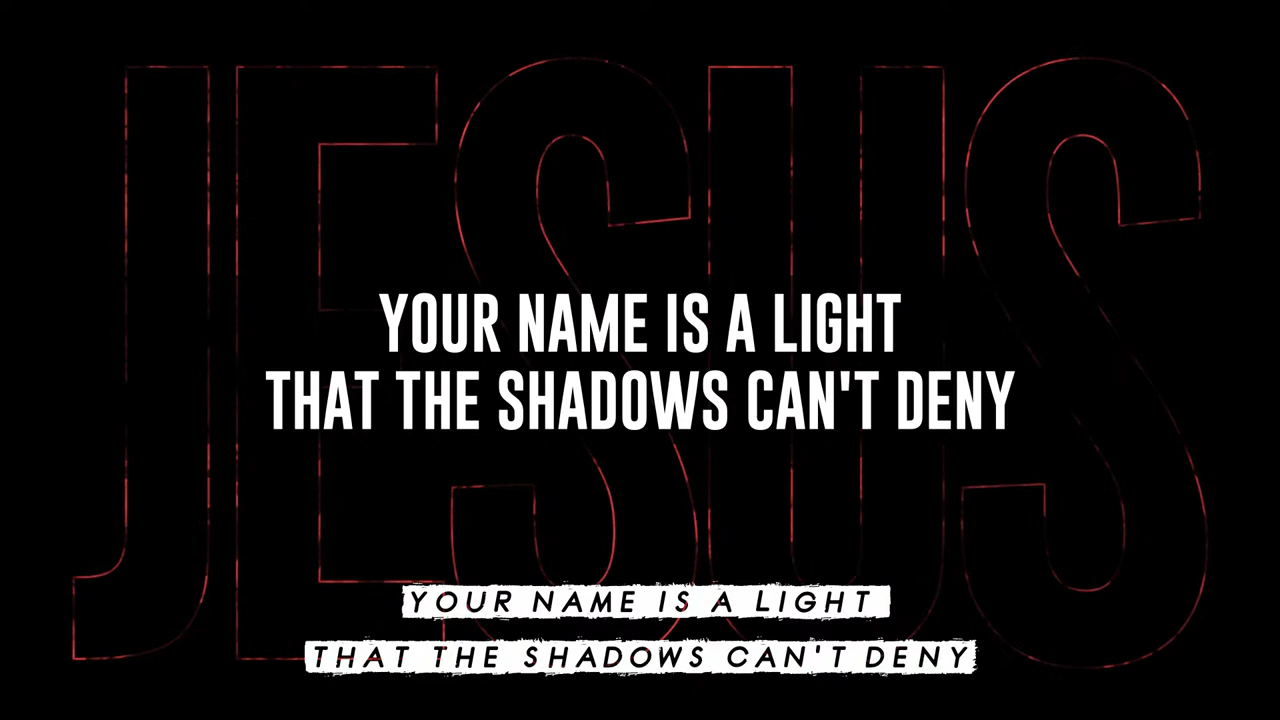 JESUS
YOUR NAME IS A LIGHT
THAT THE SHADOWS CAN'T DENY
YOUR NAME IS A LIGHT
THAT THE SHADOWS CAN'T DENY